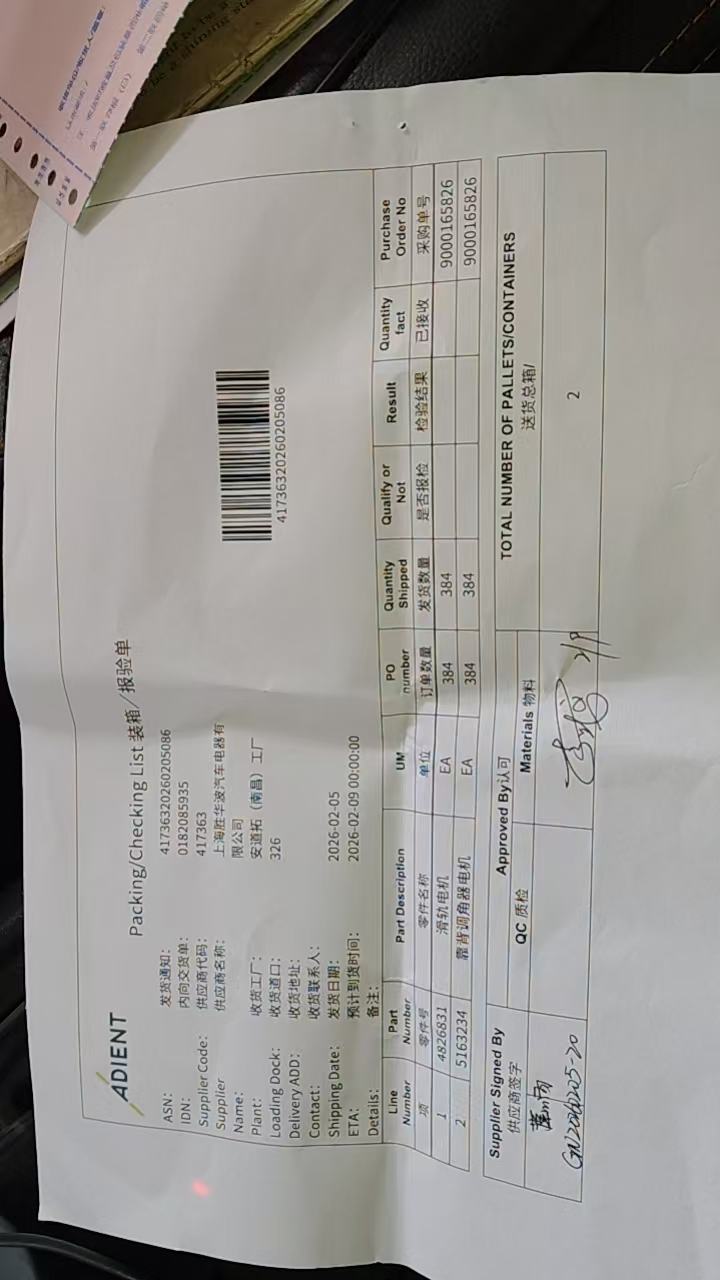 ADIENT
Packing/Checking List 装箱/报验单
41736320260205086
ASN: 发货通知: 41736320260205086
IDN: 内向交货单: 0182085935
Supplier Code: 供应商代码: 417363
Supplier Name: 供应商名称: 上海胜华波汽车电器有限公司
Plant: 收货工厂: 安道拓（南昌）工厂
Loading Dock: 收货道口: 326
Delivery ADD: 收货地址:
Contact: 收货联系人:
Shipping Date: 发货日期: 2026-02-05
ETA: 预计到货时间: 2026-02-09 00:00:00
Details: 备注:
Line Number Part Number Part Description UM PO number Quantity Shipped Qualify or Not Result Quantity fact Purchase Order No
项 零件号 零件名称 单位 订单数量 发货数量 是否报检 检验结果 已接收 采购单号
1 4826831 滑轨电机 EA 384 384 9000165826
2 5163234 靠背调角器电机 EA 384 384 9000165826
Supplier Signed By 供应商签字
Approved By认可
TOTAL NUMBER OF PALLETS/CONTAINERS
送货总箱/
QC 质检 Materials 物料
2
2/9